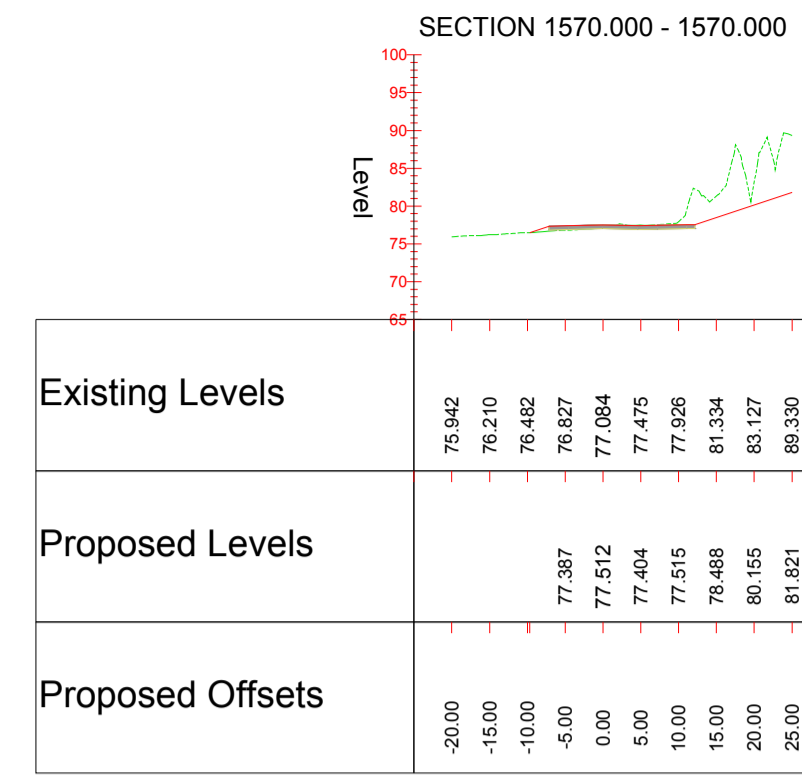 SECTION 1570.000 - 1570.000
Level
100
95
90
85
80
75
70
65
Existing Levels
75.942 76.210 76.482 76.827 77.084 77.475 77.926 81.334 83.127 89.330
Proposed Levels
77.387 77.512 77.404 77.515 78.488 80.155 81.821
Proposed Offsets
-20.00 -15.00 -10.00 -5.00 0.00 5.00 10.00 15.00 20.00 25.00